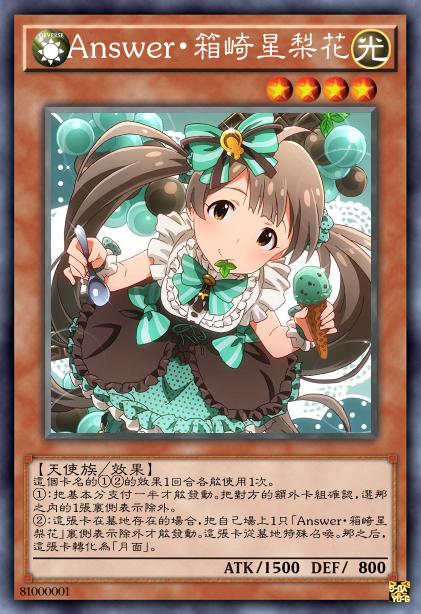 Answer·箱崎星梨花
光
【天使族/效果】
這個卡名的①②的效果1回合各能使用1次。
①:把基本分支付一半才能發動。把對方的額外卡組確認,選那
之內的1張裏側表示除外。
②:這張卡在墓地存在的場合,把自己場上1只「Answer·箱崎星
梨花」裏側表示除外才能發動。這張卡從墓地特殊召喚。那之后,
這張卡轉化為「月面」。
ATK/1500 DEF/ 800
81000001